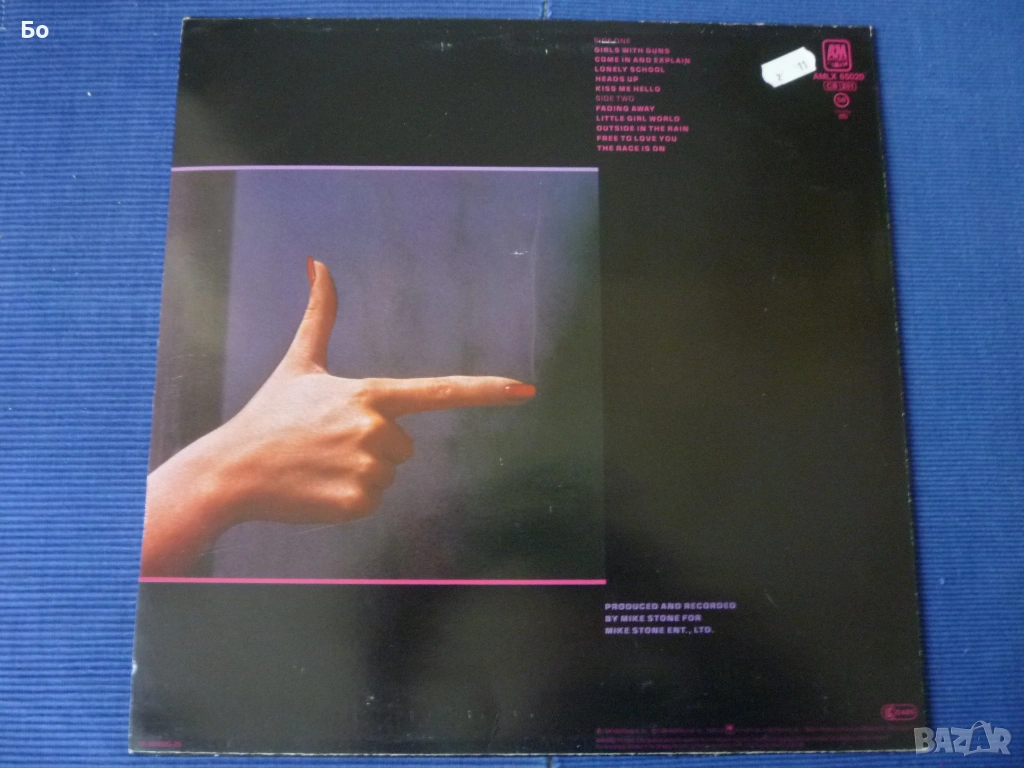 Бо
SIDE ONE
GIRLS WITH GUNS
COME IN AND EXPLAIN
LONELY SCHOOL
HEADS UP
KISS ME HELLO
SIDE TWO
FADING AWAY
LITTLE GIRL WORLD
OUTSIDE IN THE RAIN
FREE TO LOVE YOU
THE RACE IS ON
11
A&M
AMLX 65020
PRODUCED AND RECORDED
BY MIKE STONE FOR
MIKE STONE ENT., LTD.
BAZAR